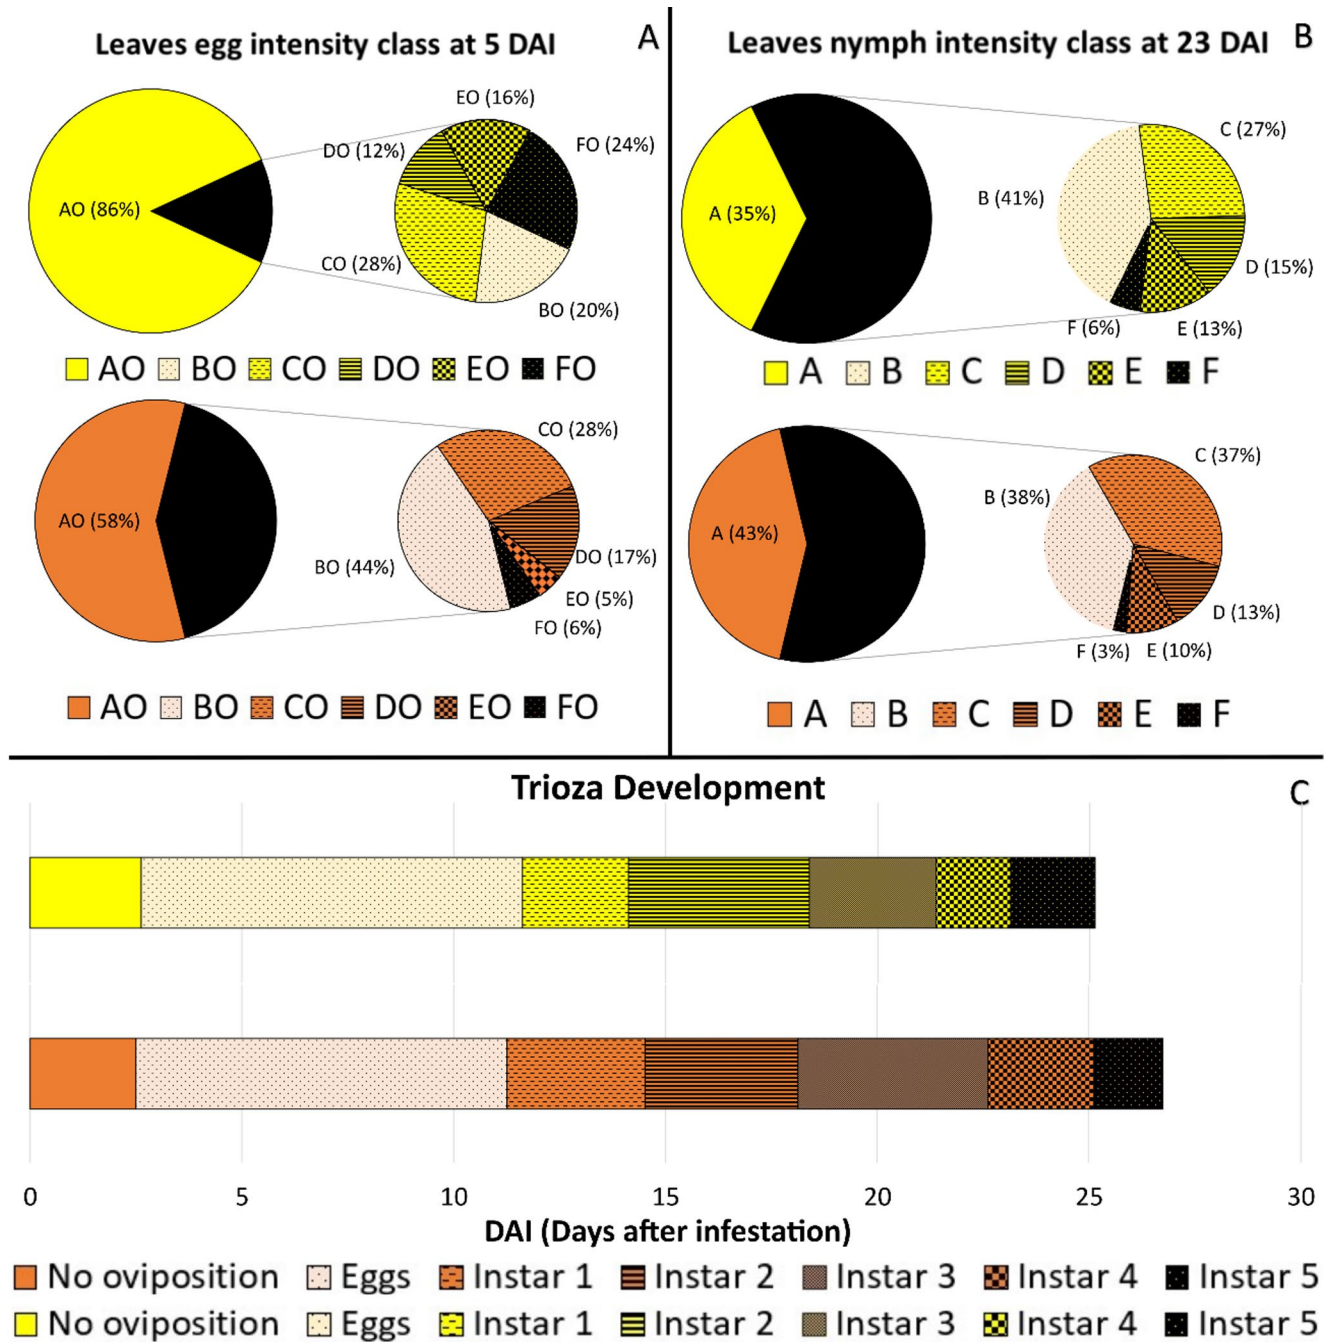 Leaves egg intensity class at 5 DAI
A
EO (16%)
DO (12%)
FO (24%)
AO (86%)
CO (28%)
BO (20%)
AO BO CO DO EO FO
CO (28%)
AO (58%)
BO (44%)
DO (17%)
EO (5%)
FO (6%)
AO BO CO DO EO FO
Leaves nymph intensity class at 23 DAI
B
C (27%)
B (41%)
A (35%)
D (15%)
F (6%)
E (13%)
A B C D E F
C (37%)
B (38%)
A (43%)
D (13%)
F (3%)
E (10%)
A B C D E F
Trioza Development
C
0 5 10 15 20 25 30
DAI (Days after infestation)
No oviposition Eggs Instar 1 Instar 2 Instar 3 Instar 4 Instar 5
No oviposition Eggs Instar 1 Instar 2 Instar 3 Instar 4 Instar 5